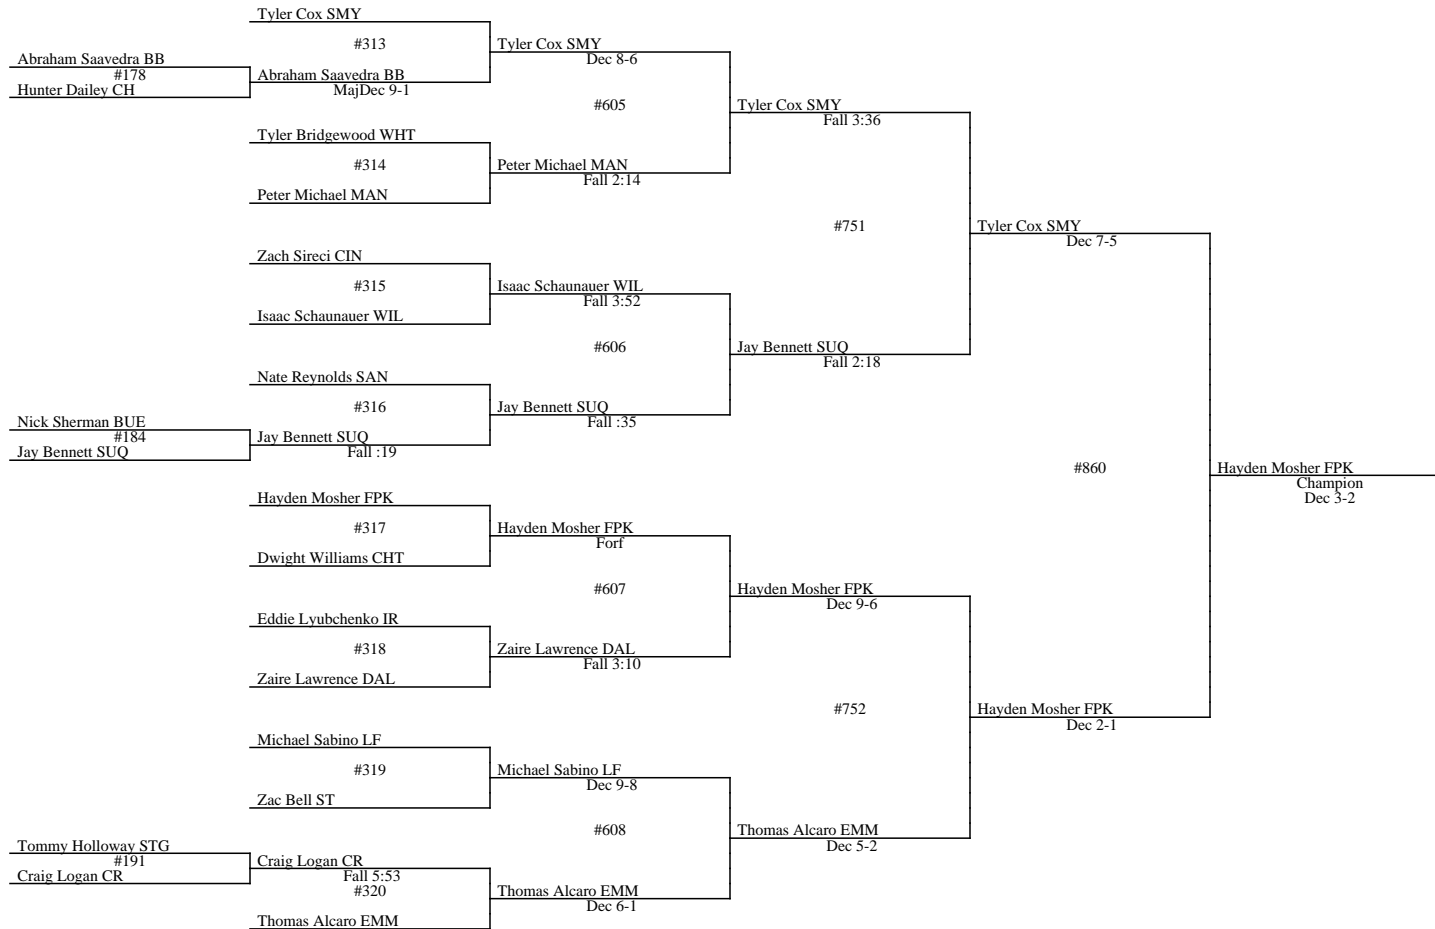 Tyler Cox SMY
#313
Tyler Cox SMY
Dec 8-6
Abraham Saavedra BB
#178
Hunter Dailey CH
Abraham Saavedra BB
MajDec 9-1
#605
Tyler Cox SMY
Fall 3:36
Tyler Bridgewood WHT
#314
Peter Michael MAN
Fall 2:14
Peter Michael MAN
#751
Tyler Cox SMY
Dec 7-5
Zach Sireci CIN
#315
Isaac Schaunauer WIL
Fall 3:52
Isaac Schaunauer WIL
#606
Jay Bennett SUQ
Fall 2:18
Nate Reynolds SAN
#316
Jay Bennett SUQ
Fall :35
Nick Sherman BUE
#184
Jay Bennett SUQ
Jay Bennett SUQ
Fall :19
#860
Hayden Mosher FPK
Champion
Dec 3-2
Hayden Mosher FPK
#317
Hayden Mosher FPK
Forf
Dwight Williams CHT
#607
Hayden Mosher FPK
Dec 9-6
Eddie Lyubchenko IR
#318
Zaire Lawrence DAL
Fall 3:10
Zaire Lawrence DAL
#752
Hayden Mosher FPK
Dec 2-1
Michael Sabino LF
#319
Michael Sabino LF
Dec 9-8
Zac Bell ST
#608
Thomas Alcaro EMM
Dec 5-2
Tommy Holloway STG
#191
Craig Logan CR
Craig Logan CR
Fall 5:53
#320
Thomas Alcaro EMM
Dec 6-1
Thomas Alcaro EMM